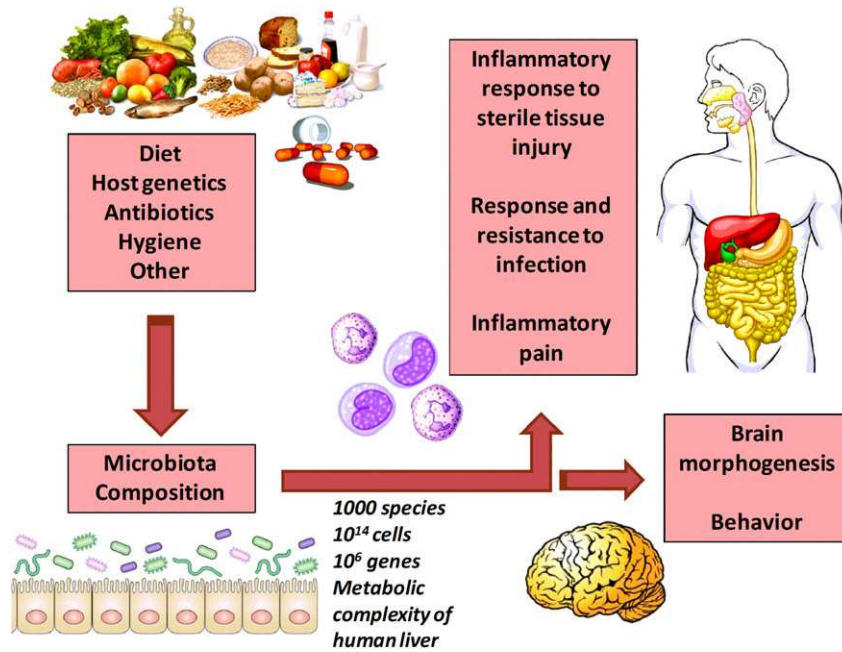 Diet
Host genetics
Antibiotics
Hygiene
Other
Inflammatory
response to
sterile tissue
injury
Response and
resistance to
infection
Inflammatory
pain
Microbiota
Composition
1000 species
10¹⁴ cells
10⁶ genes
Metabolic
complexity of
human liver
Brain
morphogenesis
Behavior